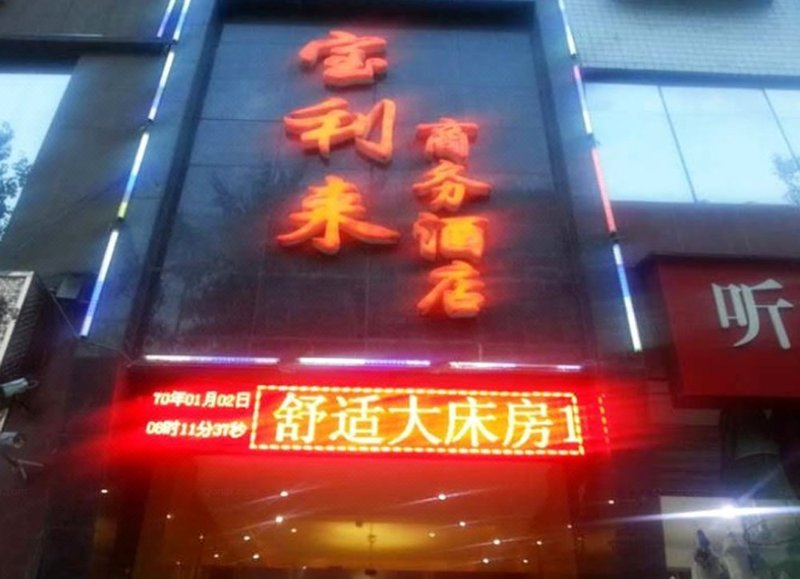 宝利来
商务酒店
70年01月02日
08时11分37秒
舒适大床房1
听